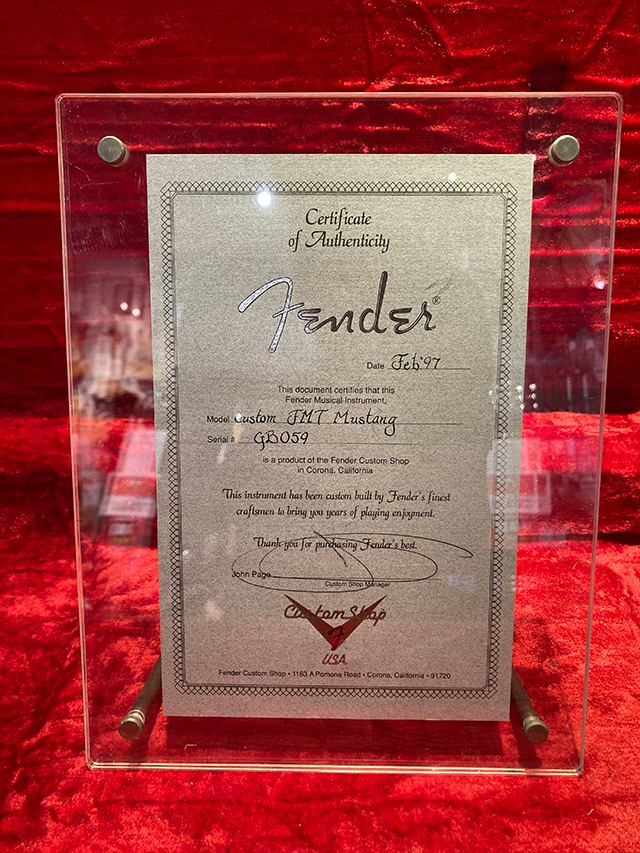 Certificate
of Authenticity
Fender®
Date Feb '97
This document certifies that this
Fender Musical Instrument,
Model Custom FMT Mustang
Serial # GB059
is a product of the Fender Custom Shop
in Corona, California
This instrument has been custom built by Fender's finest
craftsmen to bring you years of playing enjoyment.
Thank you for purchasing Fender's best.
John Page
Custom Shop Manager
Custom Shop
F
USA
Fender Custom Shop • 1163 A Pomona Road • Corona, California • 91720